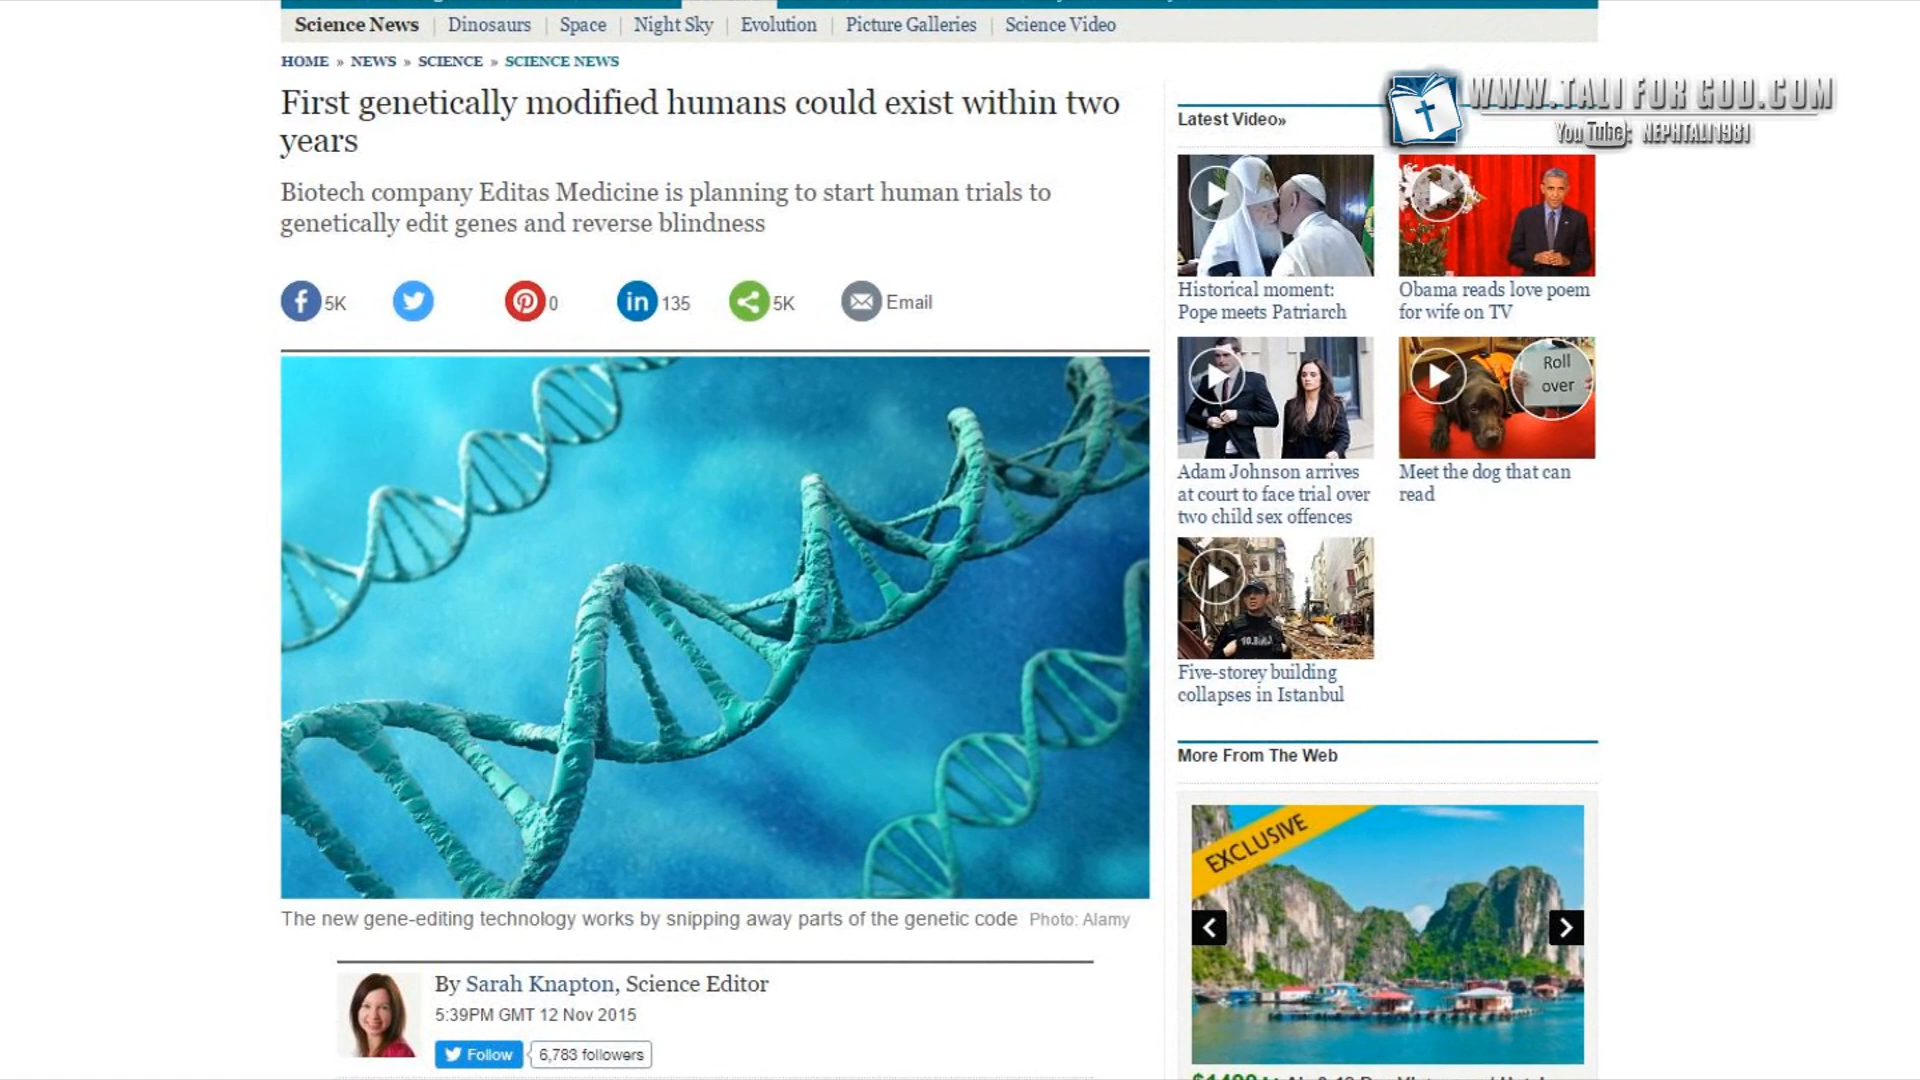 Science News | Dinosaurs | Space | Night Sky | Evolution | Picture Galleries | Science Video
HOME » NEWS » SCIENCE » SCIENCE NEWS
First genetically modified humans could exist within two
years
Biotech company Editas Medicine is planning to start human trials to
genetically edit genes and reverse blindness
5K
0
135
5K
Email
The new gene-editing technology works by snipping away parts of the genetic code Photo: Alamy
By Sarah Knapton, Science Editor
5:39PM GMT 12 Nov 2015
Follow
6,783 followers
WWW.TALI FOR GOD.COM
You Tube: NEPHTALI1981
Latest Video»
Historical moment:
Pope meets Patriarch
Obama reads love poem
for wife on TV
Roll
over
Adam Johnson arrives
at court to face trial over
two child sex offences
Meet the dog that can
read
Five-storey building
collapses in Istanbul
More From The Web
EXCLUSIVE